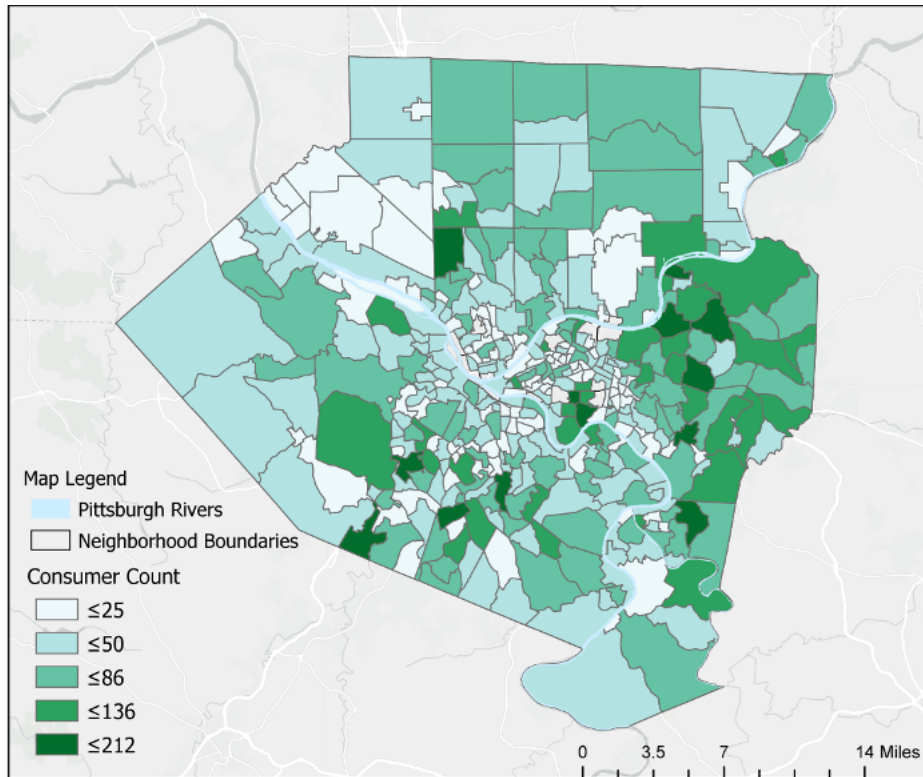 Map Legend
Pittsburgh Rivers
Neighborhood Boundaries
Consumer Count
≤25
≤50
≤86
≤136
≤212
0 3.5 7 14 Miles